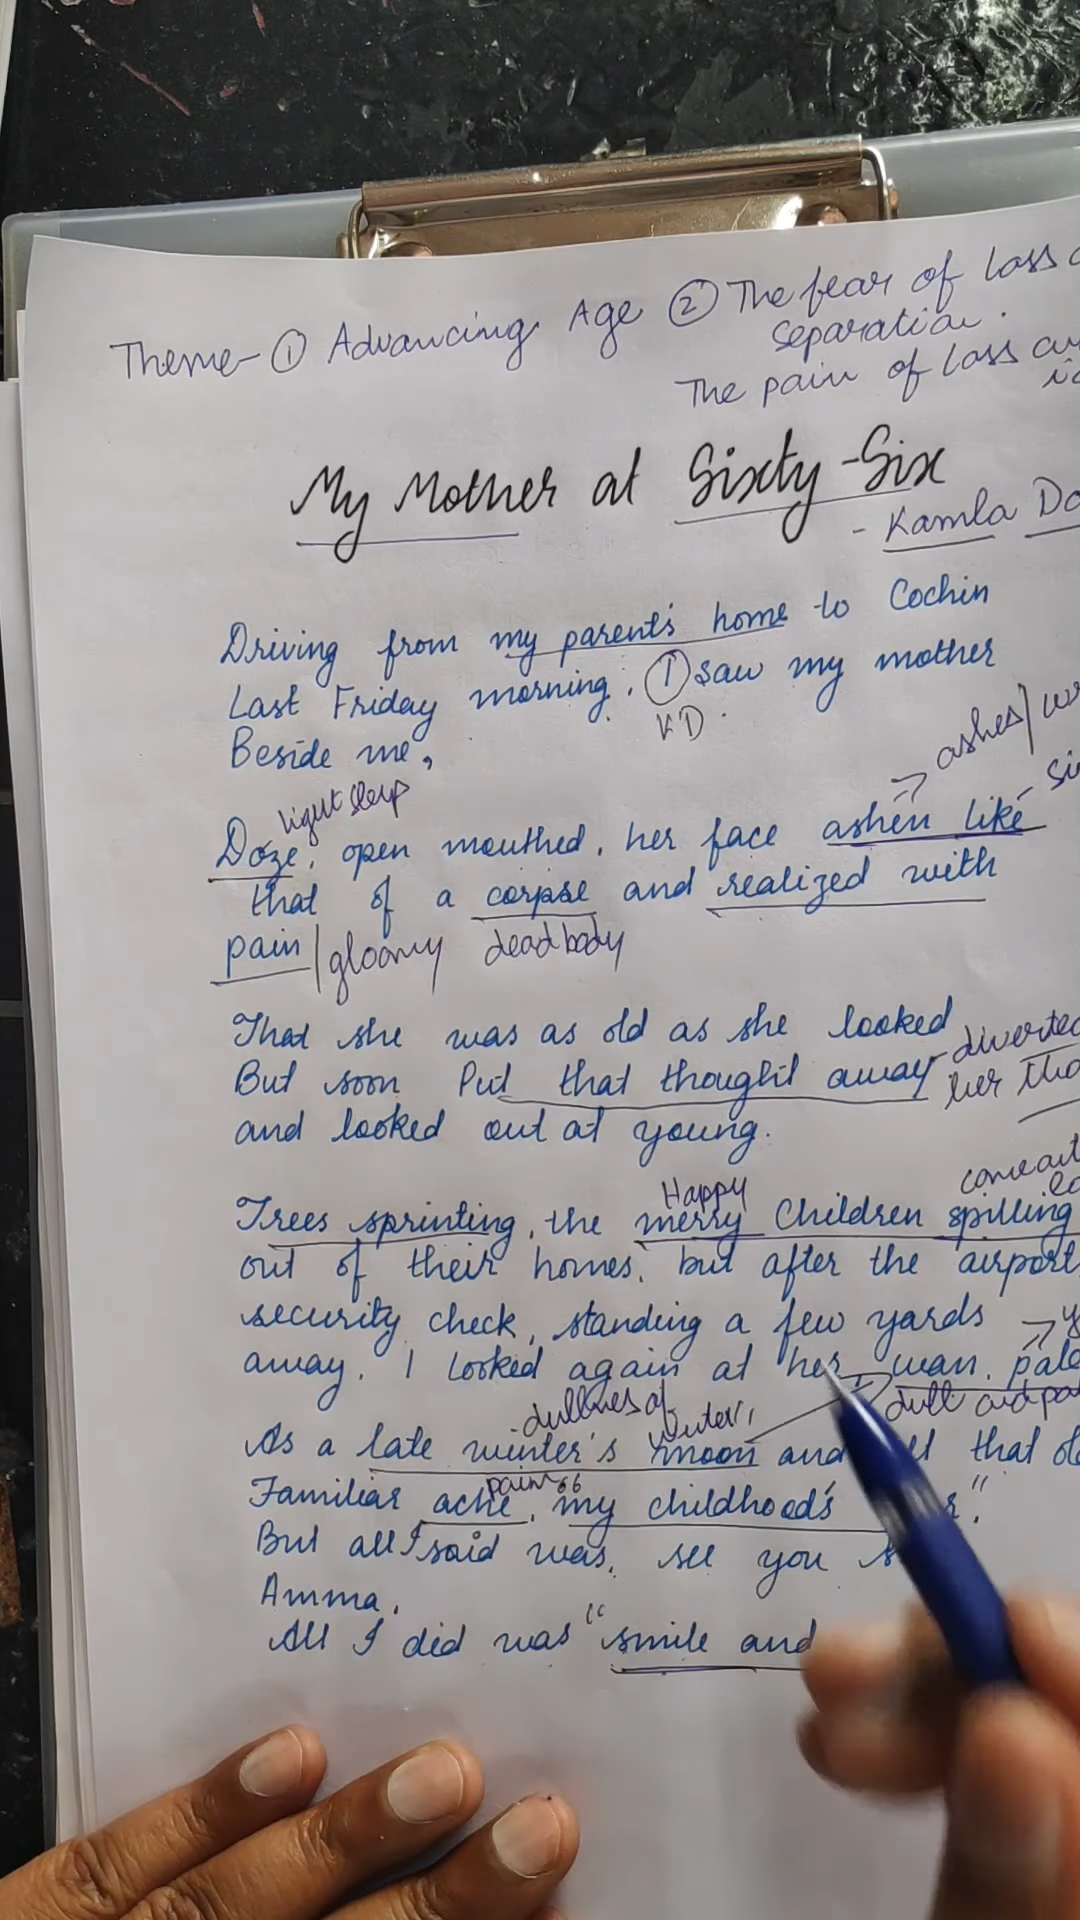 Theme- ① Advancing Age ② The fear of Loss
Separation.
The pain of Loss
My Mother at Sixty-Six
- Kamla
Driving from my parent's home to Cochin
Last Friday morning, I saw my mother
KD.
Beside me,
light sleep
ashes/
Doze, open mouthed, her face ashen like
that of a corpse and realized with
pain/gloomy dead body
That she was as old as she looked
But soon Put that thought away diverted
her
and looked out at young.
Happy
Trees sprinting, the merry Children spilling
out of their homes, but after the airport
security check, standing a few yards
away. I looked again at her, wan, pale
dullness of winter
dull and
As a late winter's moon and that
pain
Familiar ache, my childhood's
But all I said was, see you
Amma,
All I did was "smile and